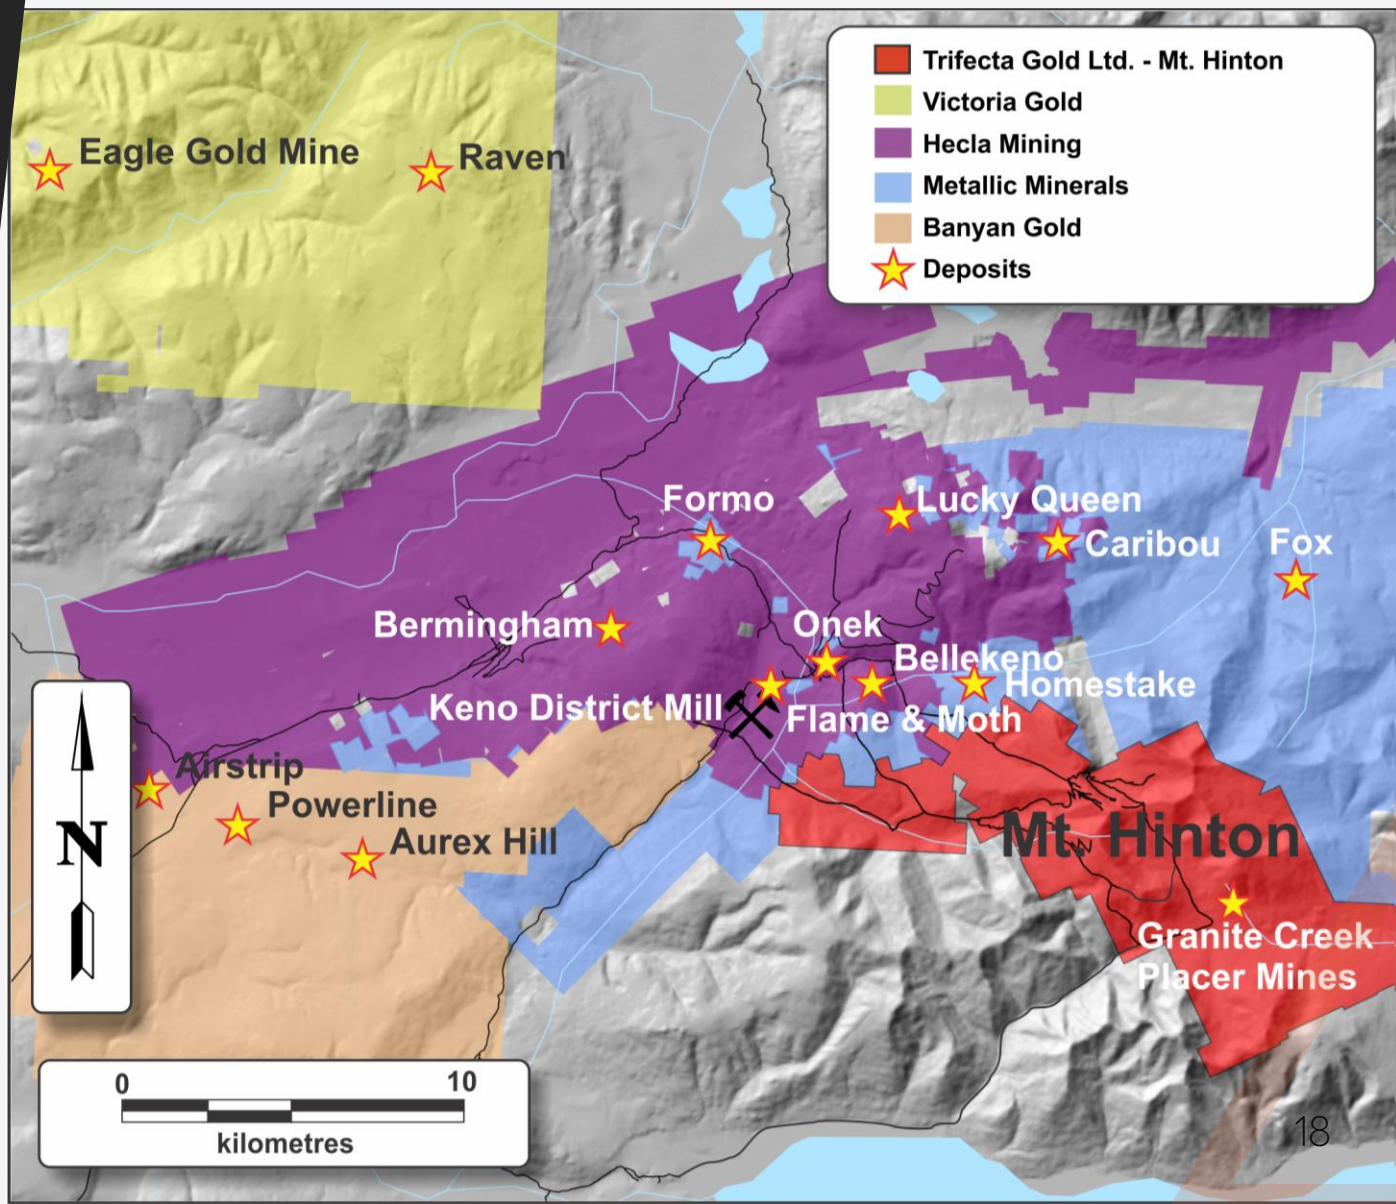 Trifecta Gold Ltd. - Mt. Hinton
Victoria Gold
Hecla Mining
Metallic Minerals
Banyan Gold
Deposits
Eagle Gold Mine
Raven
Formo
Lucky Queen
Caribou
Fox
Bermingham
Onek
Bellekeno
Homestake
Keno District Mill
Flame & Moth
Airstrip
Powerline
Aurex Hill
Mt. Hinton
Granite Creek
Placer Mines
N
0 10
kilometres
18